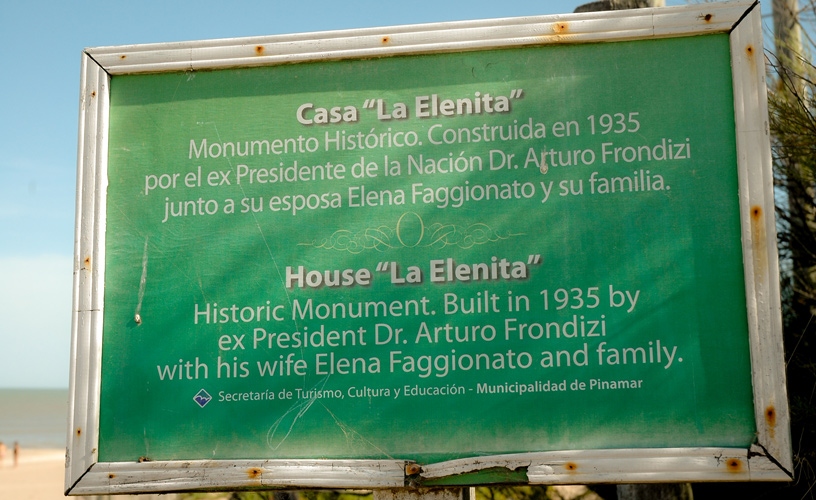 Casa “La Elenita”
Monumento Histórico. Construida en 1935
por el ex Presidente de la Nación Dr. Arturo Frondizi
junto a su esposa Elena Faggionato y su familia.
House “La Elenita”
Historic Monument. Built in 1935 by
ex President Dr. Arturo Frondizi
with his wife Elena Faggionato and family.
Secretaría de Turismo, Cultura y Educación - Municipalidad de Pinamar